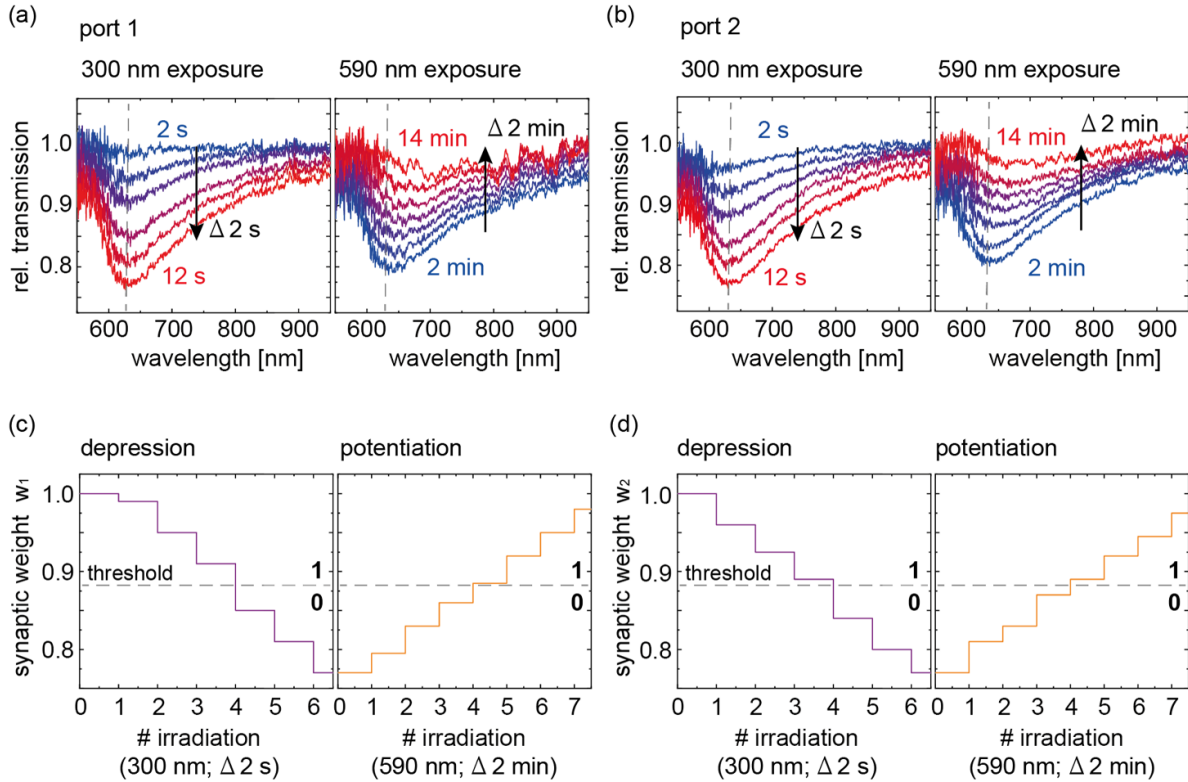 (a)
port 1
300 nm exposure
590 nm exposure
rel. transmission
1.0
0.9
0.8
2 s
Δ 2 s
12 s
14 min
Δ 2 min
2 min
600 700 800 900
600 700 800 900
wavelength [nm]
wavelength [nm]
(b)
port 2
300 nm exposure
590 nm exposure
rel. transmission
1.0
0.9
0.8
2 s
Δ 2 s
12 s
14 min
Δ 2 min
2 min
600 700 800 900
600 700 800 900
wavelength [nm]
wavelength [nm]
(c)
depression
potentiation
synaptic weight w1
1.0
0.9
0.8
threshold
1
0
1
0
0 1 2 3 4 5 6
0 1 2 3 4 5 6 7
# irradiation
(300 nm; Δ 2 s)
# irradiation
(590 nm; Δ 2 min)
(d)
depression
potentiation
synaptic weight w2
1.0
0.9
0.8
threshold
1
0
1
0
0 1 2 3 4 5 6
0 1 2 3 4 5 6 7
# irradiation
(300 nm; Δ 2 s)
# irradiation
(590 nm; Δ 2 min)